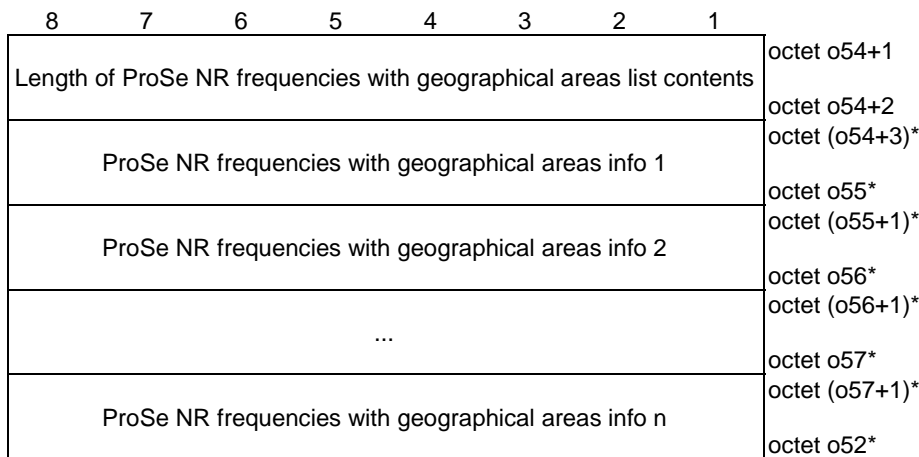 8 7 6 5 4 3 2 1
octet o54+1
Length of ProSe NR frequencies with geographical areas list contents
octet o54+2
octet (o54+3)*
ProSe NR frequencies with geographical areas info 1
octet o55*
octet (o55+1)*
ProSe NR frequencies with geographical areas info 2
octet o56*
octet (o56+1)*
...
octet o57*
octet (o57+1)*
ProSe NR frequencies with geographical areas info n
octet o52*